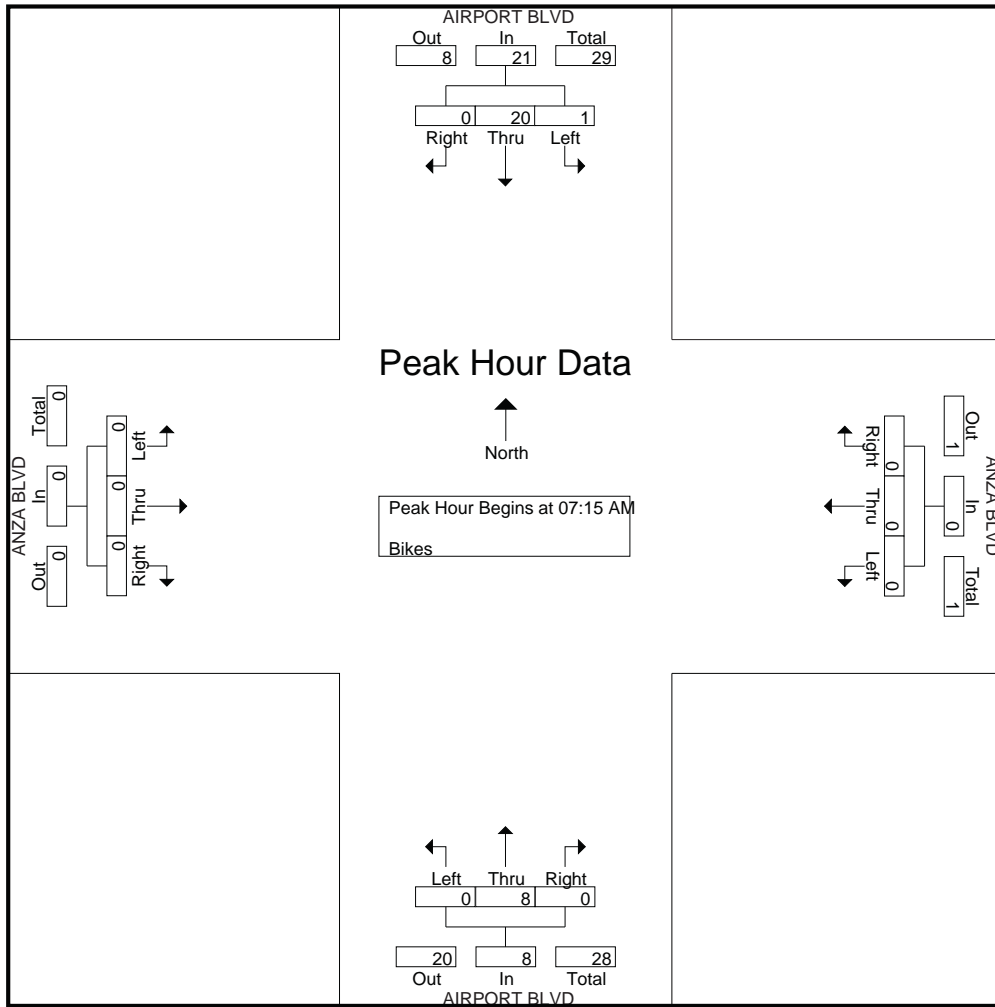 AIRPORT BLVD
Out In Total
8 21 29
0 20 1
Right Thru Left
Peak Hour Data
North
Peak Hour Begins at 07:15 AM
Bikes
ANZA BLVD
Out In Total
0 0 0
Left Thru Right
0 0 0
ANZA BLVD
Out In Total
1 0 1
Right Thru Left
0 0 0
Left Thru Right
0 8 0
20 8 28
Out In Total
AIRPORT BLVD